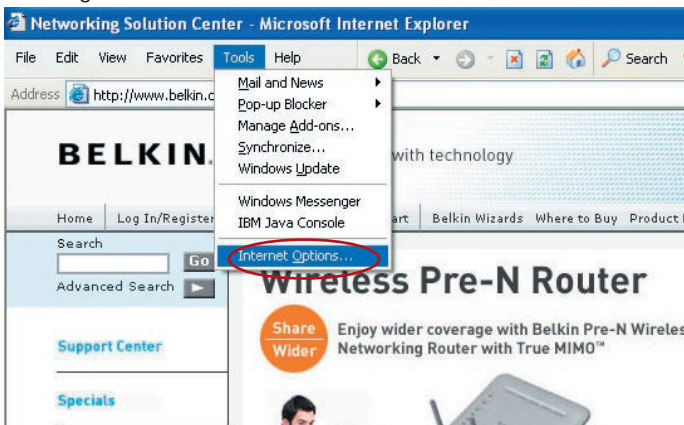 Networking Solution Center - Microsoft Internet Explorer
File Edit View Favorites Tools Help Back Search
Address http://www.belkin.c
Mail and News
Pop-up Blocker
Manage Add-ons...
Synchronize...
Windows Update
Windows Messenger
IBM Java Console
Internet Options...
BELKIN. with technology
Home Log In/Register art Belkin Wizards Where to Buy Product
Search
Go
Advanced Search
Support Center
Specials
Wireless Pre-N Router
Share
Wider
Enjoy wider coverage with Belkin Pre-N Wireles
Networking Router with True MIMO™